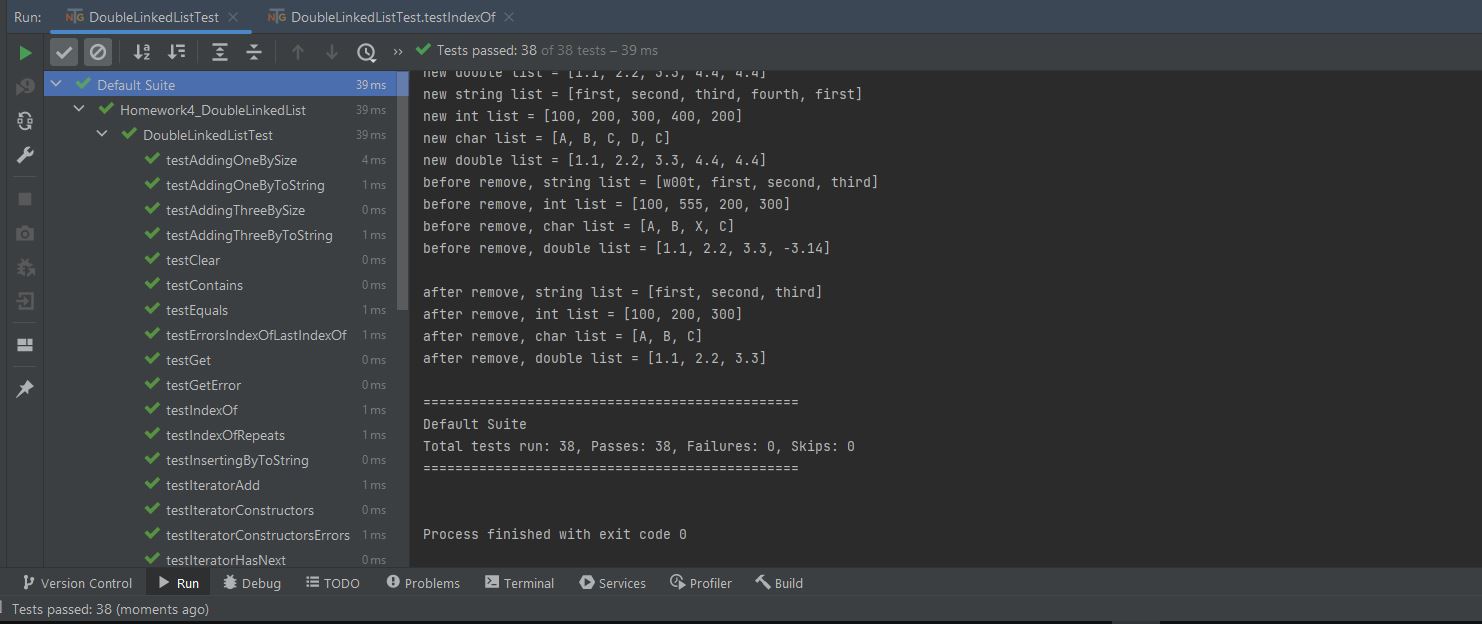 Run: DoubleLinkedListTest DoubleLinkedListTest.testIndexOf
Tests passed: 38 of 38 tests – 39 ms
Default Suite 39 ms
Homework4_DoubleLinkedList 39 ms
DoubleLinkedListTest 39 ms
testAddingOneBySize 4 ms
testAddingOneByToString 1 ms
testAddingThreeBySize 0 ms
testAddingThreeByToString 1 ms
testClear 0 ms
testContains 0 ms
testEquals 1 ms
testErrorsIndexOfLastIndexOf 1 ms
testGet 0 ms
testGetError 0 ms
testIndexOf 1 ms
testIndexOfRepeats 1 ms
testInsertingByToString 0 ms
testIteratorAdd 1 ms
testIteratorConstructors 0 ms
testIteratorConstructorsErrors 1 ms
testIteratorHasNext 0 ms
new double list = [1.1, 2.2, 3.3, 4.4, 4.4]
new string list = [first, second, third, fourth, first]
new int list = [100, 200, 300, 400, 200]
new char list = [A, B, C, D, C]
new double list = [1.1, 2.2, 3.3, 4.4, 4.4]
before remove, string list = [w00t, first, second, third]
before remove, int list = [100, 555, 200, 300]
before remove, char list = [A, B, X, C]
before remove, double list = [1.1, 2.2, 3.3, -3.14]
after remove, string list = [first, second, third]
after remove, int list = [100, 200, 300]
after remove, char list = [A, B, C]
after remove, double list = [1.1, 2.2, 3.3]
===============================================
Default Suite
Total tests run: 38, Passes: 38, Failures: 0, Skips: 0
===============================================
Process finished with exit code 0
Version Control Run Debug TODO Problems Terminal Services Profiler Build
Tests passed: 38 (moments ago)